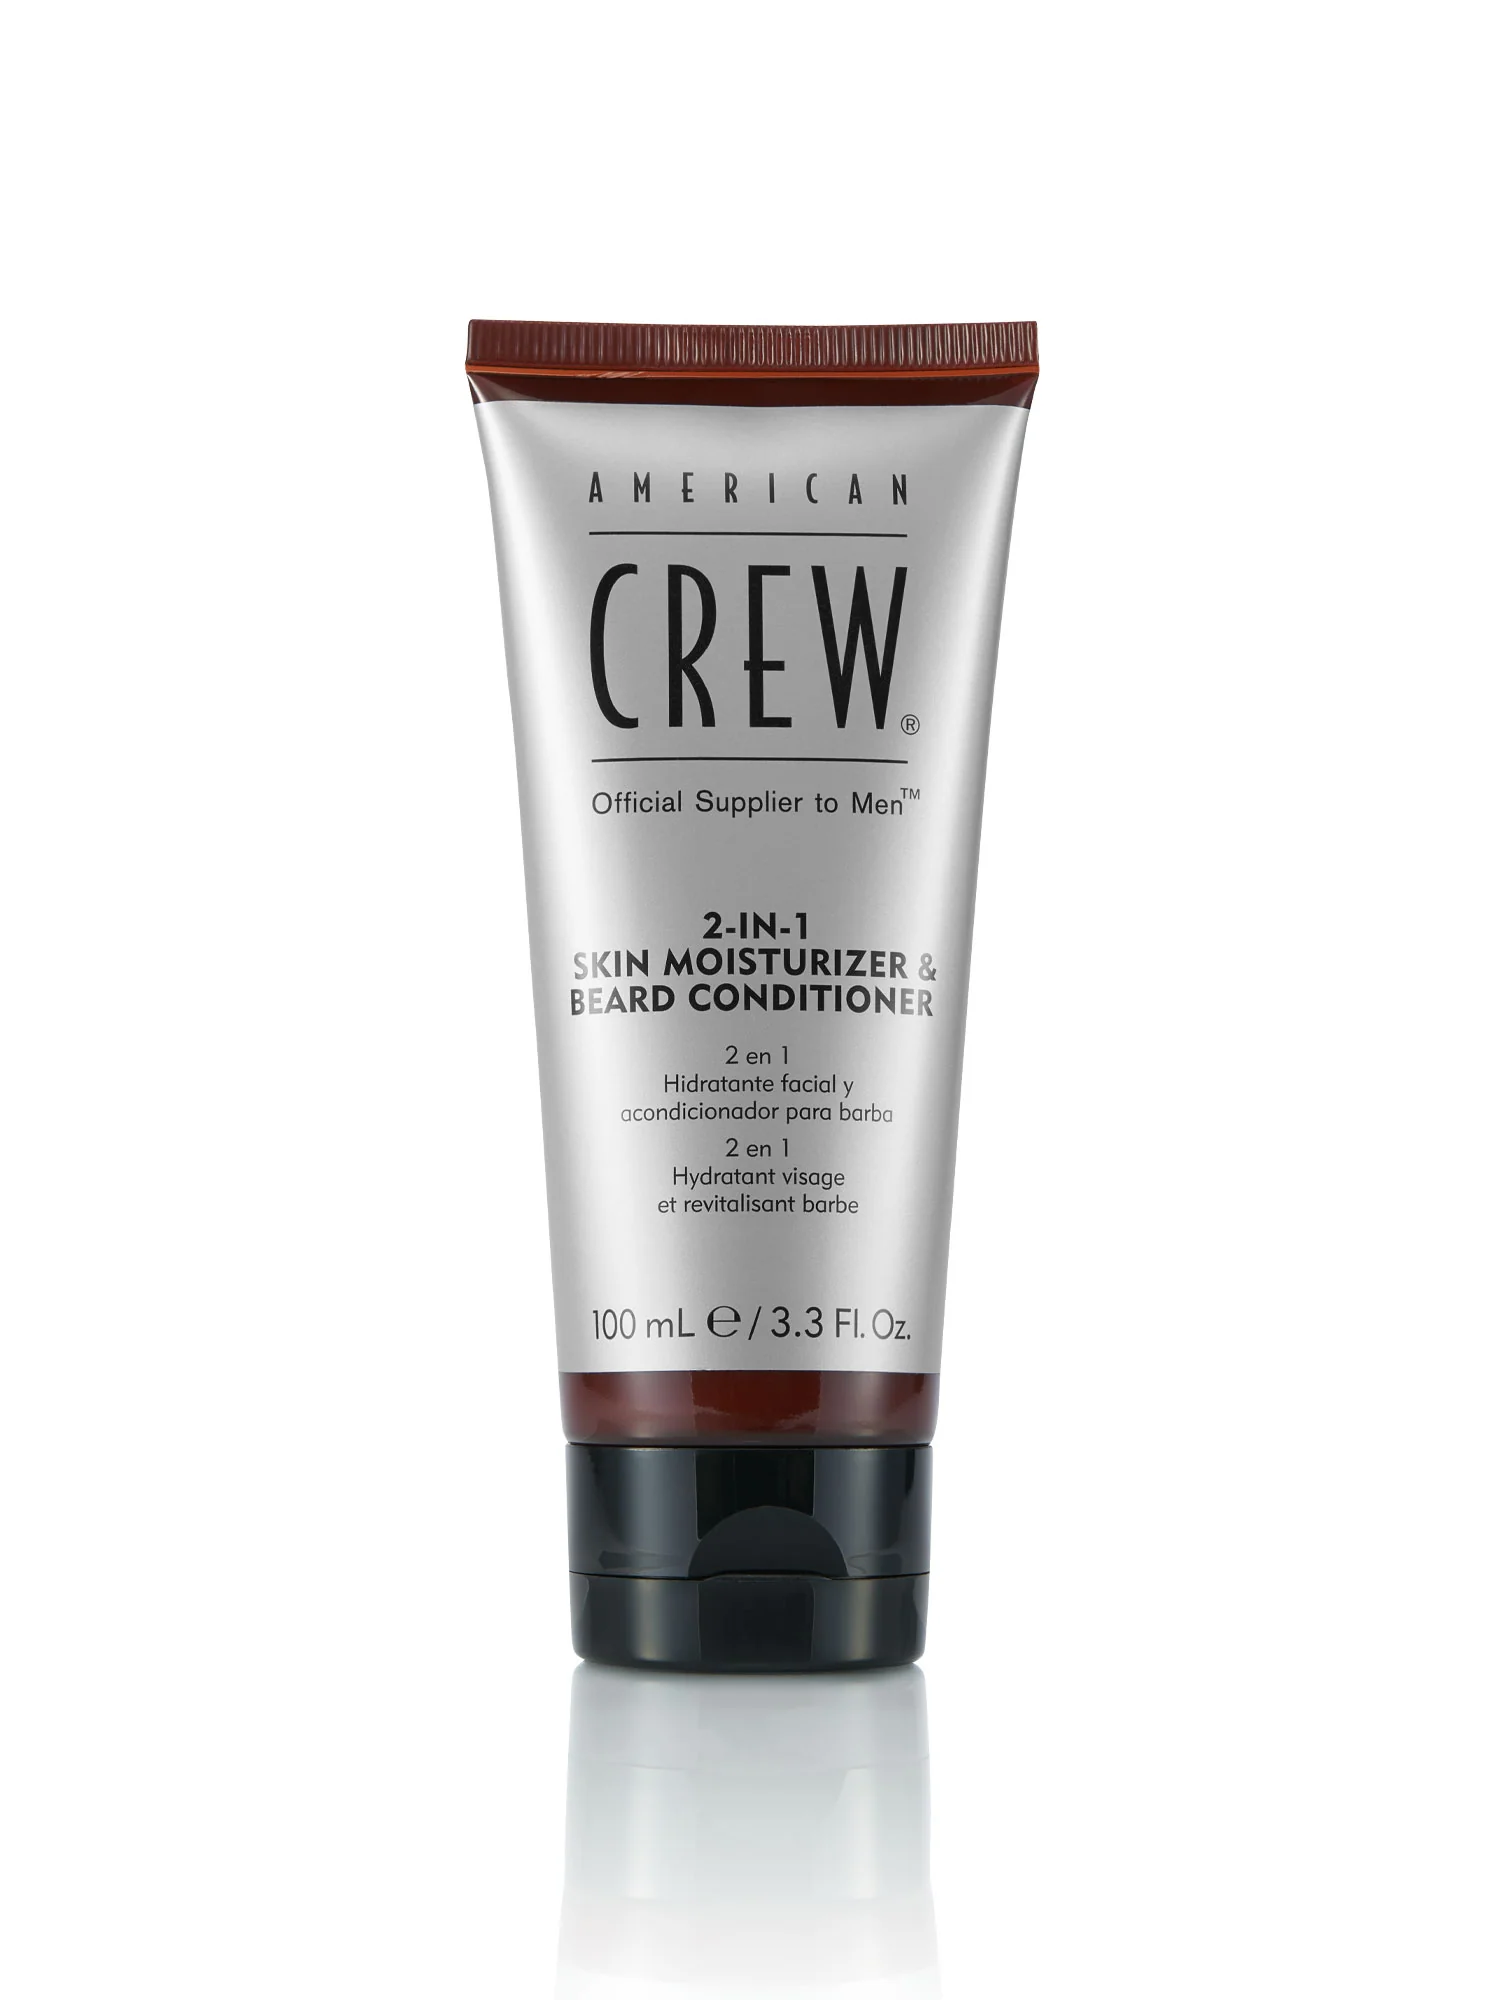 AMERICAN
CREW®
Official Supplier to Men™
2-IN-1
SKIN MOISTURIZER &
BEARD CONDITIONER
2 en 1
Hidratante facial y
acondicionador para barba
2 en 1
Hydratant visage
et revitalisant barbe
100 mL ℮ / 3.3 Fl. Oz.